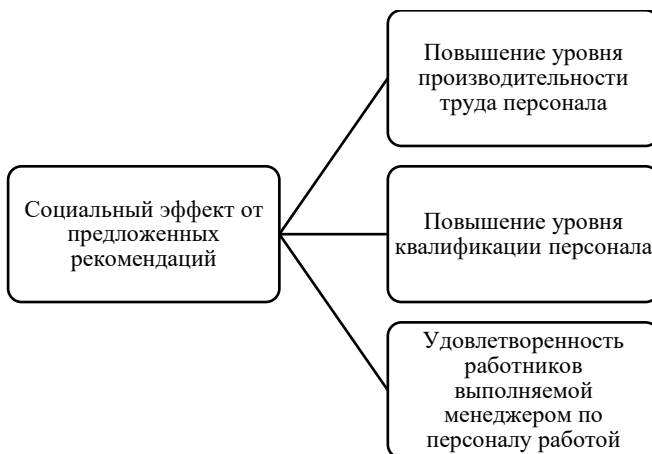 Социальный эффект от
предложенных
рекомендаций
Повышение уровня
производительности
труда персонала
Повышение уровня
квалификации персонала
Удовлетворенность
работников
выполняемой
менеджером по
персоналу работой